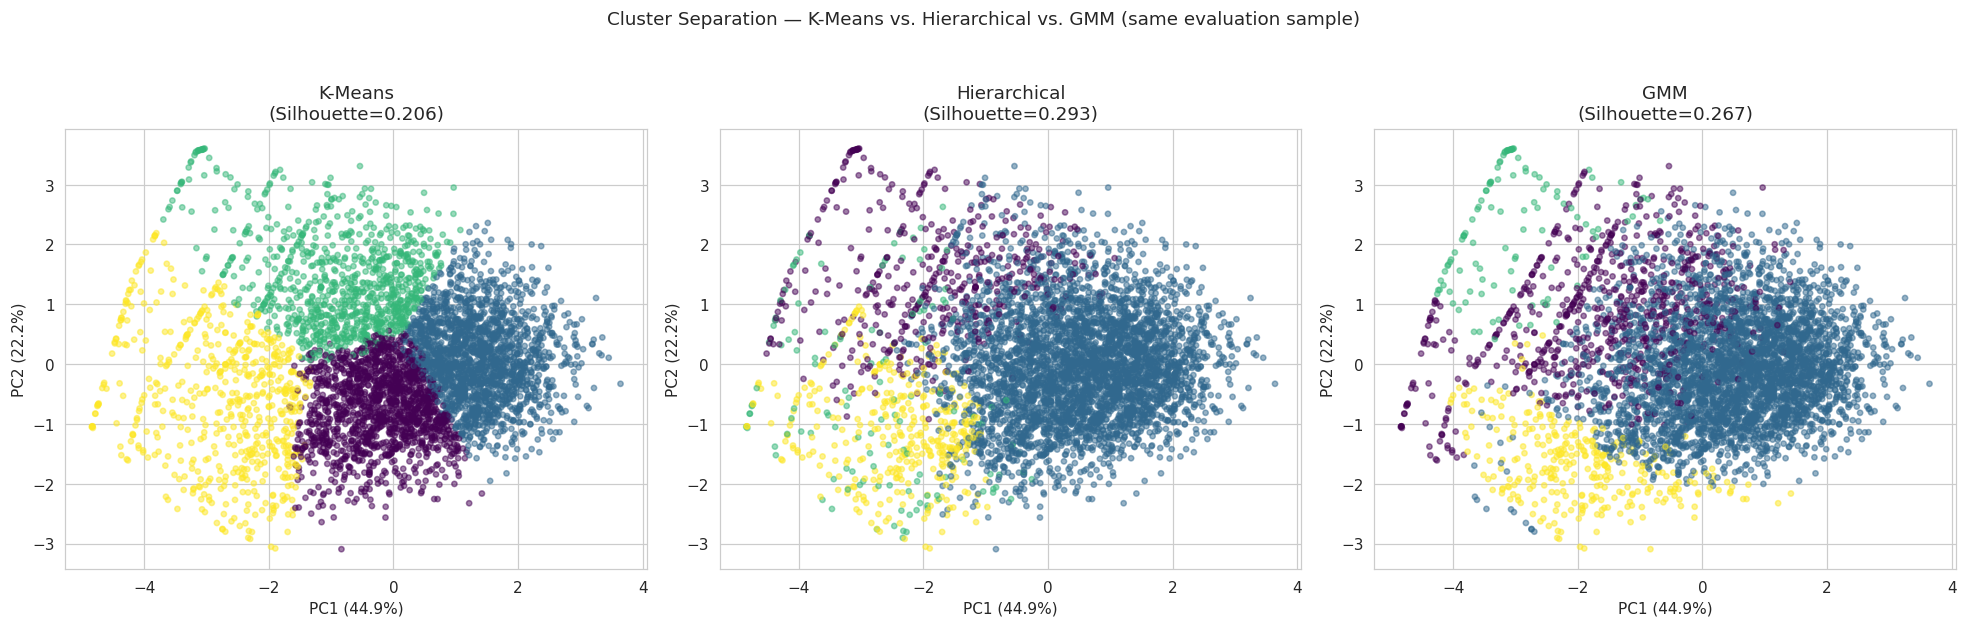 Cluster Separation — K-Means vs. Hierarchical vs. GMM (same evaluation sample)
K-Means
(Silhouette=0.206)
3
2
1
0
−1
−2
−3
PC2 (22.2%)
−4
−2
0
2
4
PC1 (44.9%)
Hierarchical
(Silhouette=0.293)
3
2
1
0
−1
−2
−3
PC2 (22.2%)
−4
−2
0
2
4
PC1 (44.9%)
GMM
(Silhouette=0.267)
3
2
1
0
−1
−2
−3
PC2 (22.2%)
−4
−2
0
2
4
PC1 (44.9%)